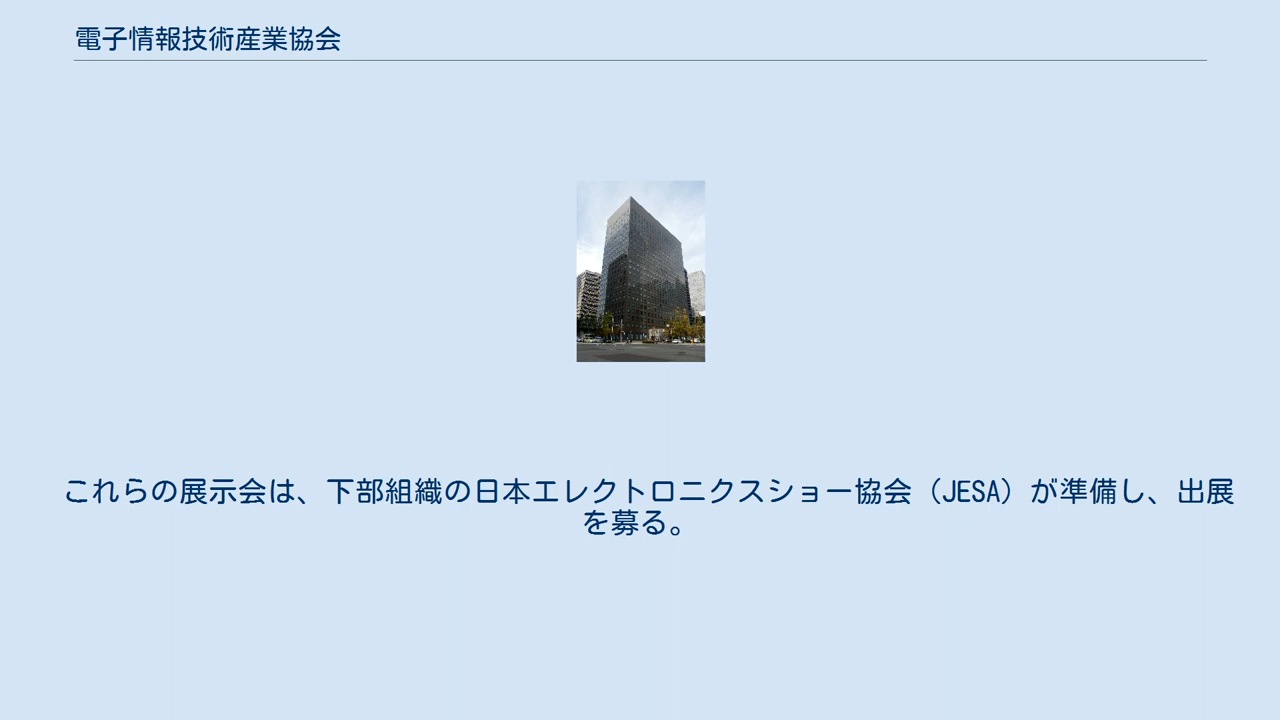 電子情報技術産業協会
これらの展示会は、下部組織の日本エレクトロニクスショー協会（JESA）が準備し、出展
を募る。